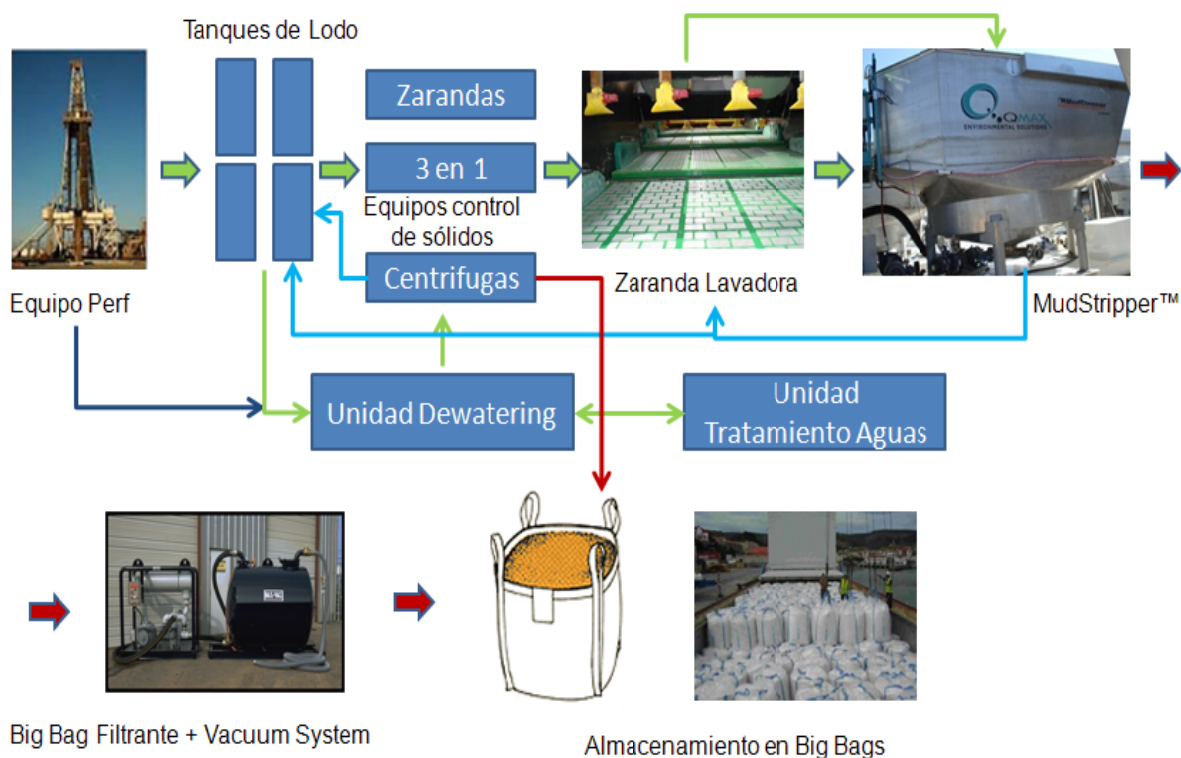 Tanques de Lodo
Zarandas
3 en 1
Equipos control
de sólidos
Centrifugas
QMAX
ENVIRONMENTAL SOLUTIONS
Equipo Perf
Zaranda Lavadora
MudStripper™
Unidad Dewatering
Unidad
Tratamiento Aguas
Big Bag Filtrante + Vacuum System
Almacenamiento en Big Bags